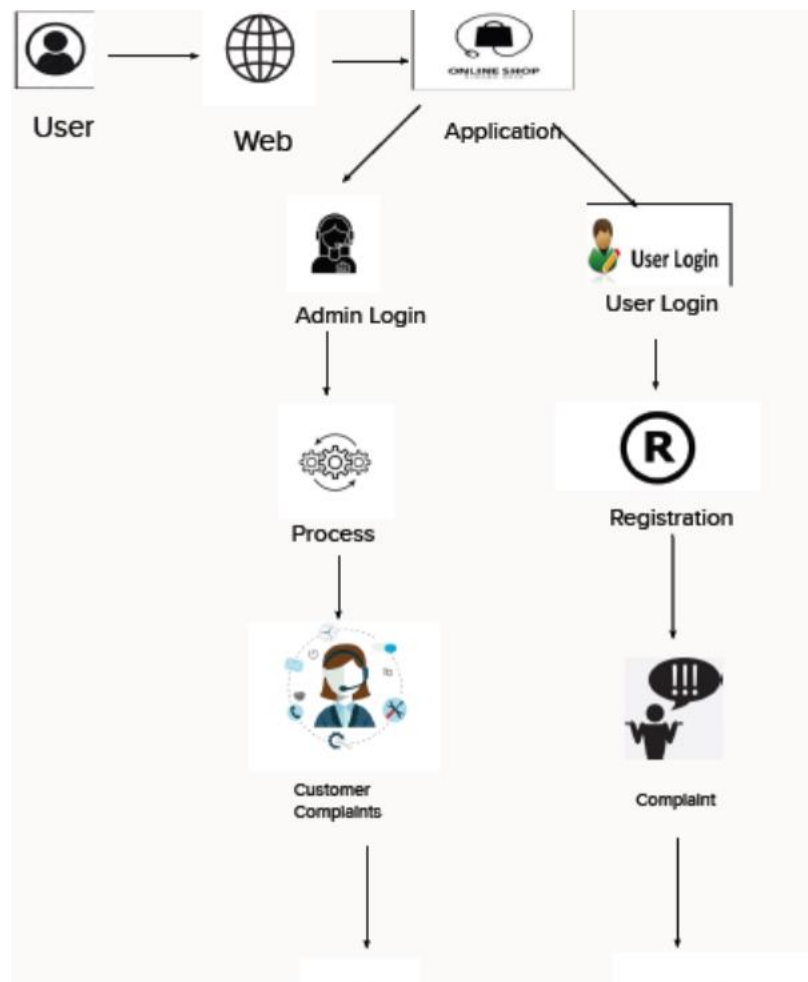 ONLINE SHOP
User
Web
Application
User Login
Admin Login
User Login
R
Process
Registration
!!!
Customer
Complaints
Complaint